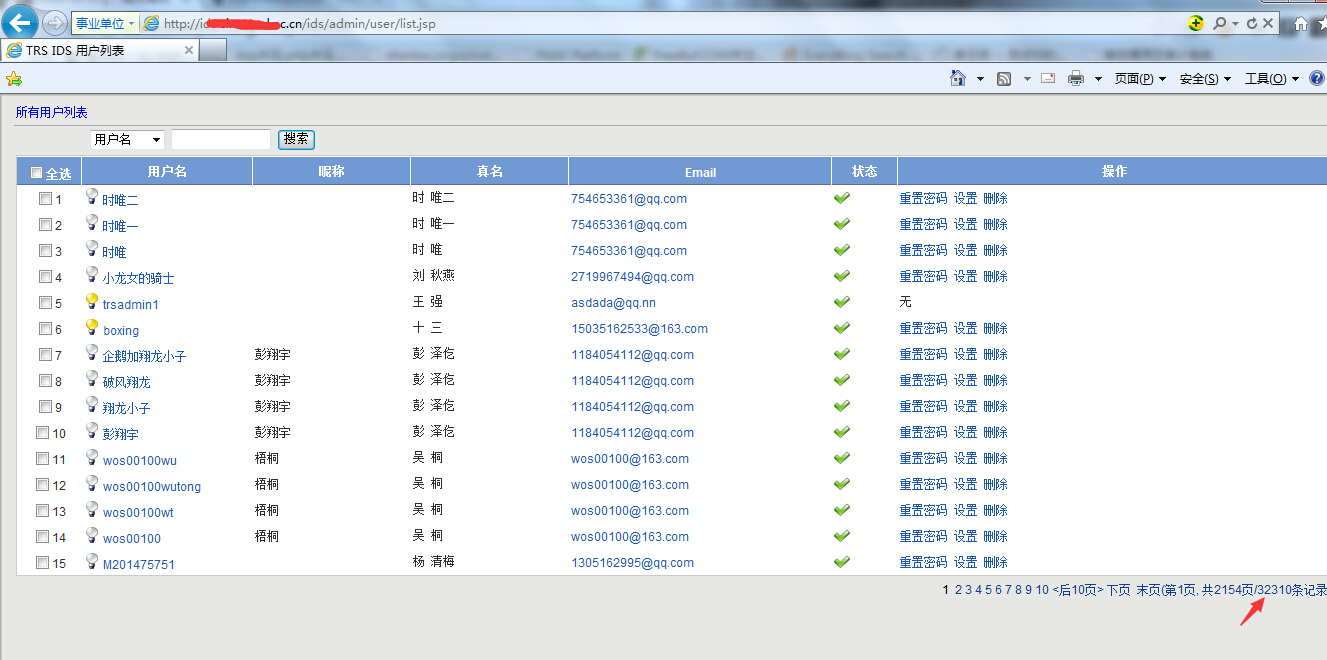 事业单位 http://id c.cn/ids/admin/user/list.jsp
TRS IDS 用户列表
页面(P) 安全(S) 工具(O)
所有用户列表
用户名 搜索
全选 用户名 昵称 真名 Email 状态 操作
1 时唯二 时 唯二 754653361@qq.com 重置密码 设置 删除
2 时唯一 时 唯一 754653361@qq.com 重置密码 设置 删除
3 时唯 时 唯 754653361@qq.com 重置密码 设置 删除
4 小龙女的骑士 刘 秋燕 2719967494@qq.com 重置密码 设置 删除
5 trsadmin1 王 强 asdada@qq.nn 无
6 boxing 十 三 15035162533@163.com 重置密码 设置 删除
7 企鹅加翔龙小子 彭翔宇 彭 泽仡 1184054112@qq.com 重置密码 设置 删除
8 破风翔龙 彭翔宇 彭 泽仡 1184054112@qq.com 重置密码 设置 删除
9 翔龙小子 彭翔宇 彭 泽仡 1184054112@qq.com 重置密码 设置 删除
10 彭翔宇 彭翔宇 彭 泽仡 1184054112@qq.com 重置密码 设置 删除
11 wos00100wu 梧桐 吴 桐 wos00100@163.com 重置密码 设置 删除
12 wos00100wutong 梧桐 吴 桐 wos00100@163.com 重置密码 设置 删除
13 wos00100wt 梧桐 吴 桐 wos00100@163.com 重置密码 设置 删除
14 wos00100 梧桐 吴 桐 wos00100@163.com 重置密码 设置 删除
15 M201475751 杨 清梅 1305162995@qq.com 重置密码 设置 删除
1 2 3 4 5 6 7 8 9 10 <后10页> 下页 末页(第1页, 共2154页/32310条记录